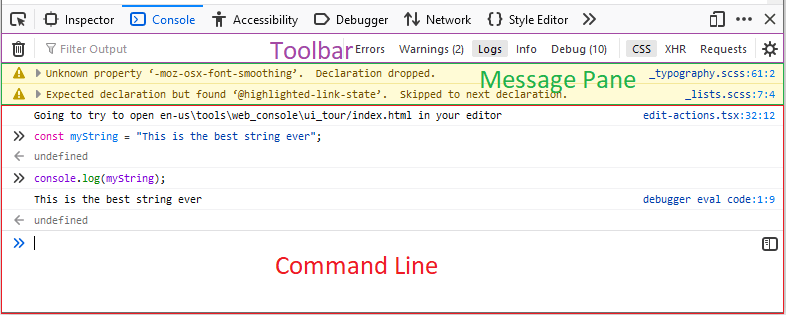 Inspector Console Accessibility Debugger Network Style Editor
Filter Output Toolbar Errors Warnings (2) Logs Info Debug (10) CSS XHR Requests
Unknown property ‘-moz-osx-font-smoothing’. Declaration dropped. _typography.scss:61:2
Message Pane
Expected declaration but found ‘@highlighted-link-state’. Skipped to next declaration. _lists.scss:7:4
Going to try to open en-us\tools\web_console\ui_tour/index.html in your editor edit-actions.tsx:32:12
const myString = "This is the best string ever";
undefined
console.log(myString);
This is the best string ever debugger eval code:1:9
undefined
Command Line